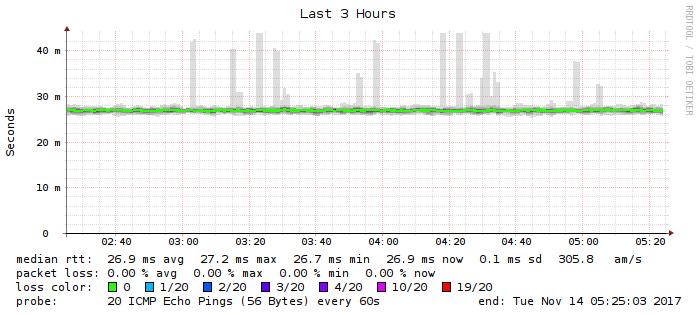 Last 3 Hours
RRDTOOL / TOBI OETIKER
Seconds
40 m
30 m
20 m
10 m
0
02:40 03:00 03:20 03:40 04:00 04:20 04:40 05:00 05:20
median rtt: 26.9 ms avg 27.2 ms max 26.7 ms min 26.9 ms now 0.1 ms sd 305.8 am/s
packet loss: 0.00 % avg 0.00 % max 0.00 % min 0.00 % now
loss color: 0 1/20 2/20 3/20 4/20 10/20 19/20
probe: 20 ICMP Echo Pings (56 Bytes) every 60s end: Tue Nov 14 05:25:03 2017